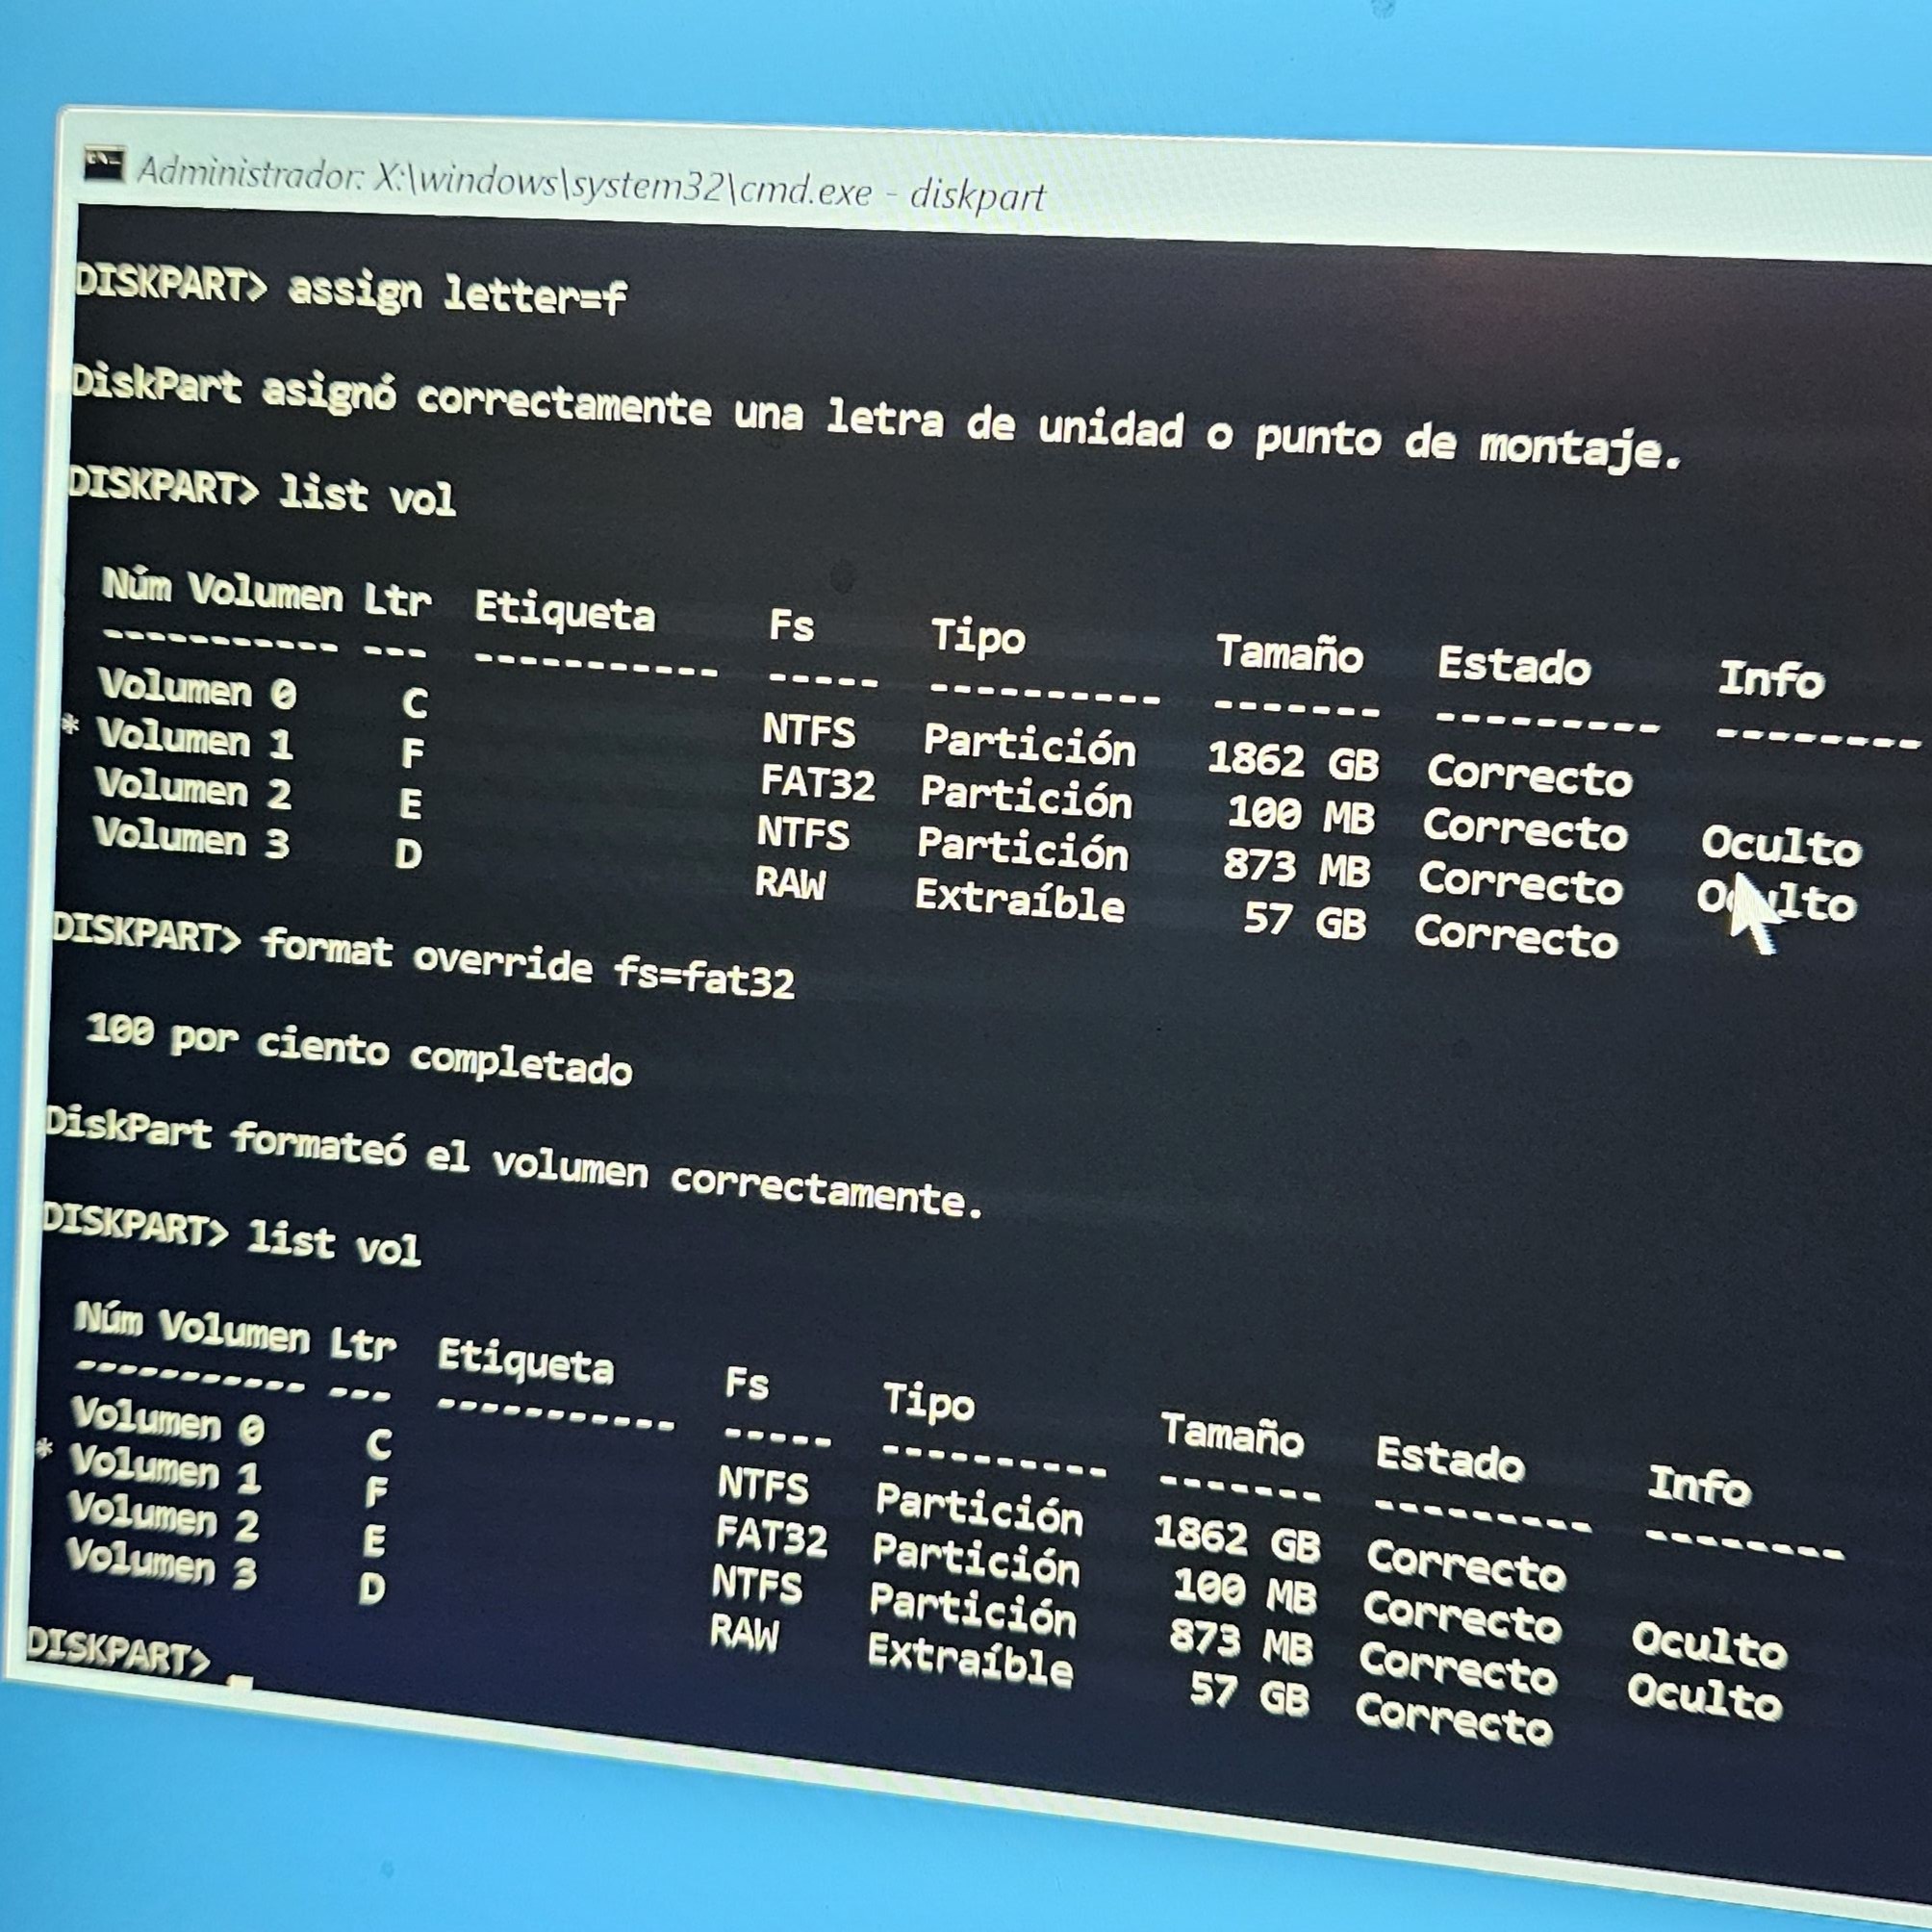 Administrador: X:\windows\system32\cmd.exe - diskpart
DISKPART> assign letter=f
DiskPart asignó correctamente una letra de unidad o punto de montaje.
DISKPART> list vol
Núm Volumen Ltr Etiqueta Fs Tipo Tamaño Estado Info
----------- --- ----------- ----- ---------- ------- --------- --------
Volumen 0 C NTFS Partición 1862 GB Correcto
* Volumen 1 F FAT32 Partición 100 MB Correcto Oculto
Volumen 2 E NTFS Partición 873 MB Correcto Oculto
Volumen 3 D RAW Extraíble 57 GB Correcto
DISKPART> format override fs=fat32
100 por ciento completado
DiskPart formateó el volumen correctamente.
DISKPART> list vol
Núm Volumen Ltr Etiqueta Fs Tipo Tamaño Estado Info
----------- --- ----------- ----- ---------- ------- --------- --------
Volumen 0 C NTFS Partición 1862 GB Correcto
* Volumen 1 F FAT32 Partición 100 MB Correcto Oculto
Volumen 2 E NTFS Partición 873 MB Correcto Oculto
Volumen 3 D RAW Extraíble 57 GB Correcto
DISKPART>